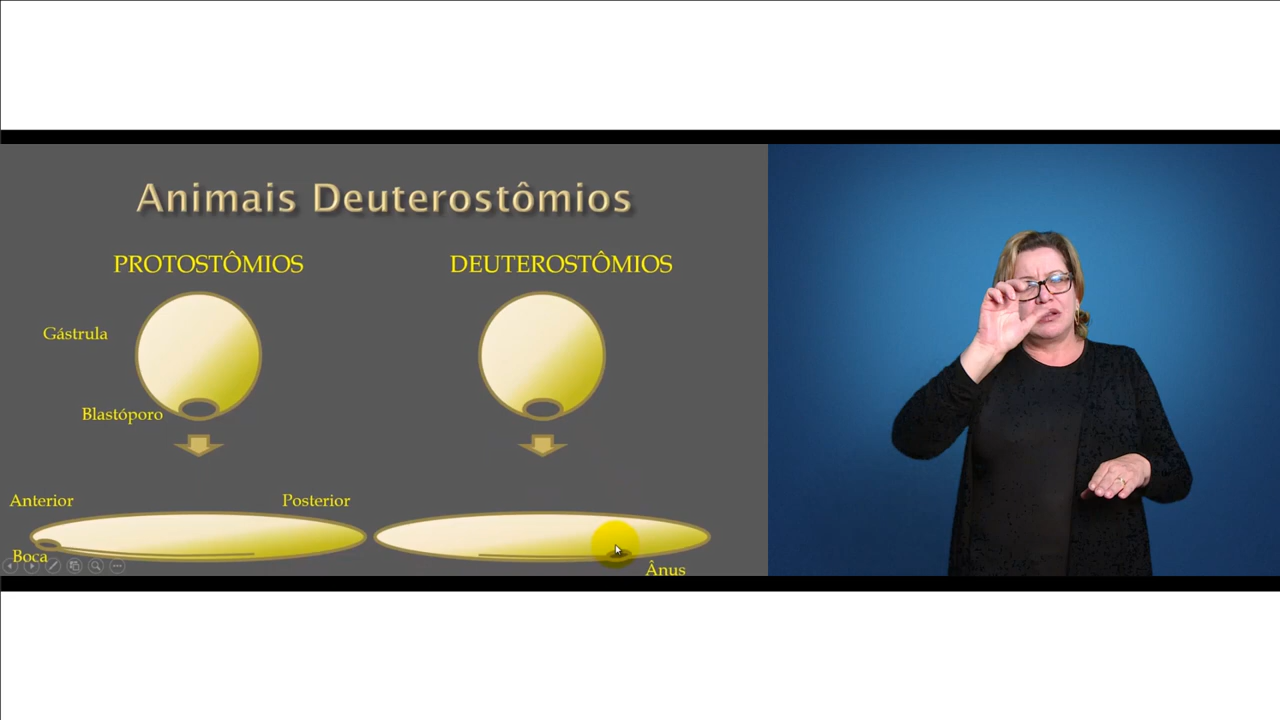 Animais Deuterostômios
PROTOSTÔMIOS
DEUTEROSTÔMIOS
Gástrula
Blastóporo
Anterior
Posterior
Boca
Ânus